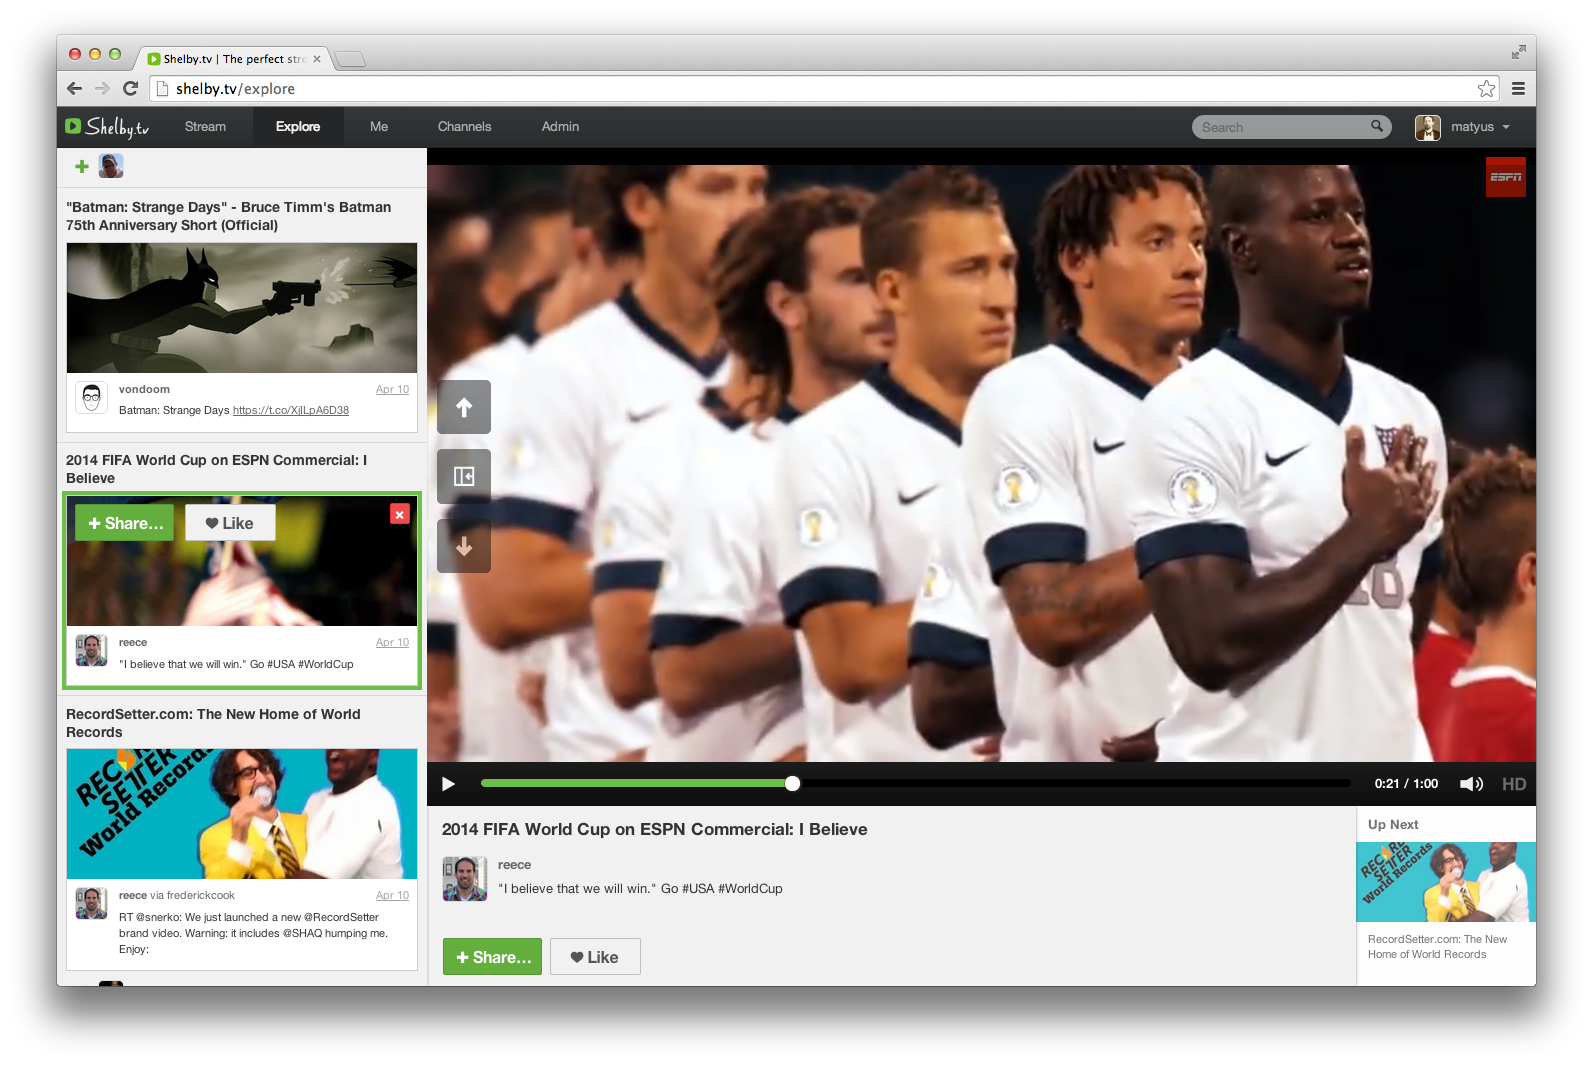 Shelby.tv | The perfect stre
shelby.tv/explore
Shelby.tv
Stream
Explore
Me
Channels
Admin
Search
matyus
"Batman: Strange Days" - Bruce Timm's Batman
75th Anniversary Short (Official)
vondoom
Apr 10
Batman: Strange Days https://t.co/XjlLpA6D38
2014 FIFA World Cup on ESPN Commercial: I
Believe
+ Share...
Like
reece
Apr 10
"I believe that we will win." Go #USA #WorldCup
RecordSetter.com: The New Home of World
Records
RECORD
SETTER
World Records
reece via frederickcook
Apr 10
RT @snerko: We just launched a new @RecordSetter
brand video. Warning: it includes @SHAQ humping me.
Enjoy:
ESPN
0:21 / 1:00
HD
2014 FIFA World Cup on ESPN Commercial: I Believe
reece
"I believe that we will win." Go #USA #WorldCup
+ Share...
Like
Up Next
RECORD
SETTER
World Records
RecordSetter.com: The New
Home of World Records